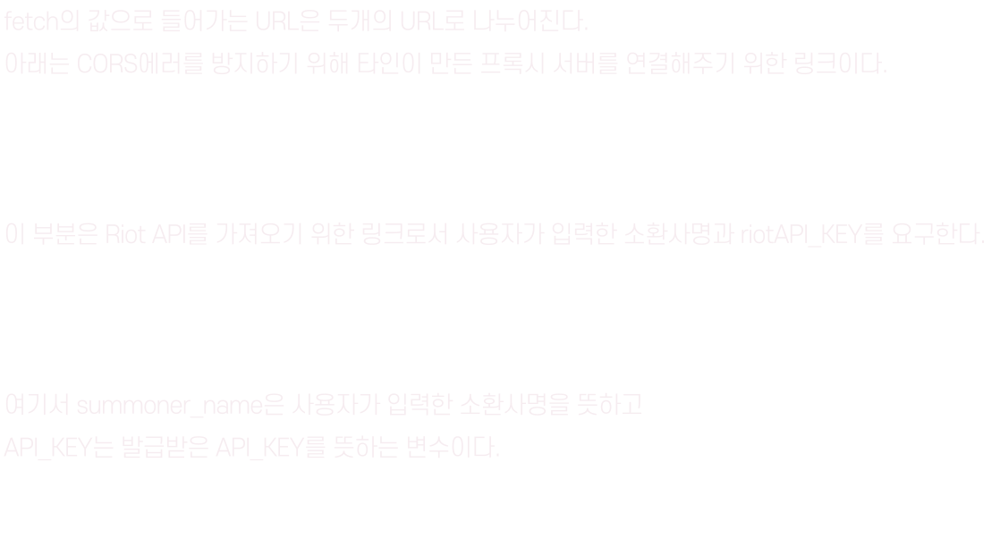 fetch의 값으로 들어가는 URL은 두개의 URL로 나누어진다.
아래는 CORS에러를 방지하기 위해 타인이 만든 프록시 서버를 연결해주기 위한 링크이다.
이 부분은 Riot API를 가져오기 위한 링크로서 사용자가 입력한 소환사명과 riotAPI_KEY를 요구한다.
여기서 summoner_name은 사용자가 입력한 소환사명을 뜻하고
API_KEY는 발급받은 API_KEY를 뜻하는 변수이다.